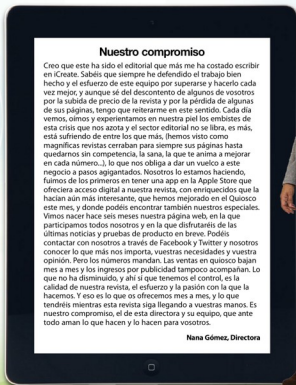 Nuestro compromiso
Creo que este ha sido el editorial que más me ha costado escribir
en iCreate. Sabéis que siempre he defendido el trabajo bien
hecho y el esfuerzo de este equipo por superarse y hacerlo cada
vez mejor, y aunque sé del descontento de algunos de vosotros
por la subida de precio de la revista y por la pérdida de algunas
de sus páginas, tengo que reiterarme en este sentido. Cada día
vemos, oímos y experimentamos en nuestra piel los embistes de
esta crisis que nos azota y el sector editorial no se libra, es más,
está sufriendo de entre los que más, (hemos visto como
magníficas revistas cerraban para siempre sus páginas hasta
quedarnos sin competencia, la sana, la que te anima a mejorar
en cada número...), lo que nos obliga a dar un vuelco a este
negocio a pasos agigantados. Nosotros lo estamos haciendo,
fuimos de los primeros en tener una app en la Apple Store que
ofreciera acceso digital a nuestra revista, con enriquecidos que la
hacían aún más interesante, que hemos mejorado en el Quiosco
este mes, y donde podéis encontrar también nuestros especiales.
Vimos nacer hace seis meses nuestra página web, en la que
participamos todos nosotros y en la que disfrutaréis de las
últimas noticias y pruebas de producto en breve. Podéis
contactar con nosotros a través de Facebook y Twitter y nosotros
conocer lo que más nos importa, vuestras necesidades y vuestra
opinión. Pero los números mandan. Las ventas en quiosco bajan
mes a mes y los ingresos por publicidad tampoco acompañan. Lo
que no ha disminuido, y ahí si que tenemos el control, es la
calidad de nuestra revista, el esfuerzo y la pasión con la que la
hacemos. Y eso es lo que os ofrecemos mes a mes, y lo que
tendréis mientras esta revista siga llegando a vuestras manos. Es
nuestro compromiso, el de esta directora y su equipo, que ante
todo aman lo que hacen y lo hacen para vosotros.
Nana Gómez, Directora